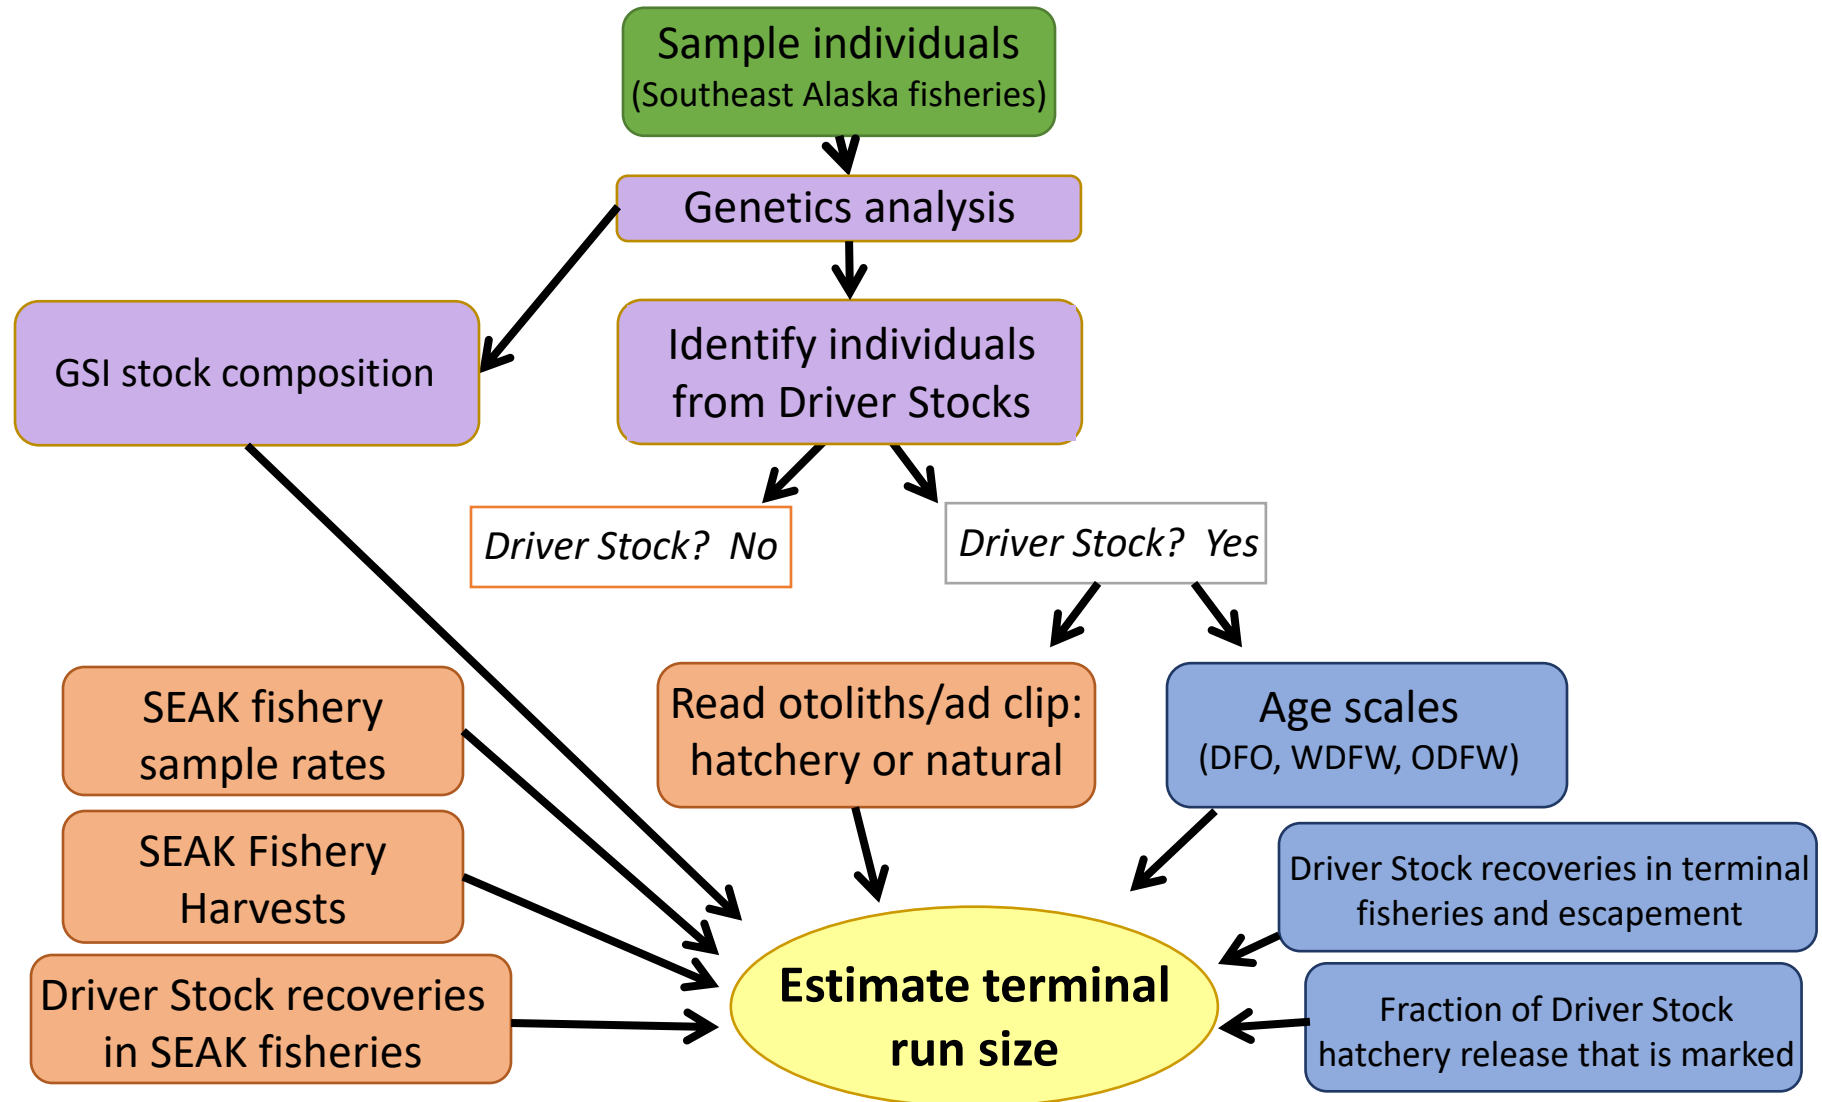 Sample individuals
(Southeast Alaska fisheries)
Genetics analysis
GSI stock composition
Identify individuals
from Driver Stocks
Driver Stock?  No
Driver Stock?  Yes
SEAK fishery
sample rates
Read otoliths/ad clip:
hatchery or natural
Age scales
(DFO, WDFW, ODFW)
SEAK Fishery
Harvests
Driver Stock recoveries in terminal
fisheries and escapement
Driver Stock recoveries
in SEAK fisheries
Estimate terminal
run size
Fraction of Driver Stock
hatchery release that is marked